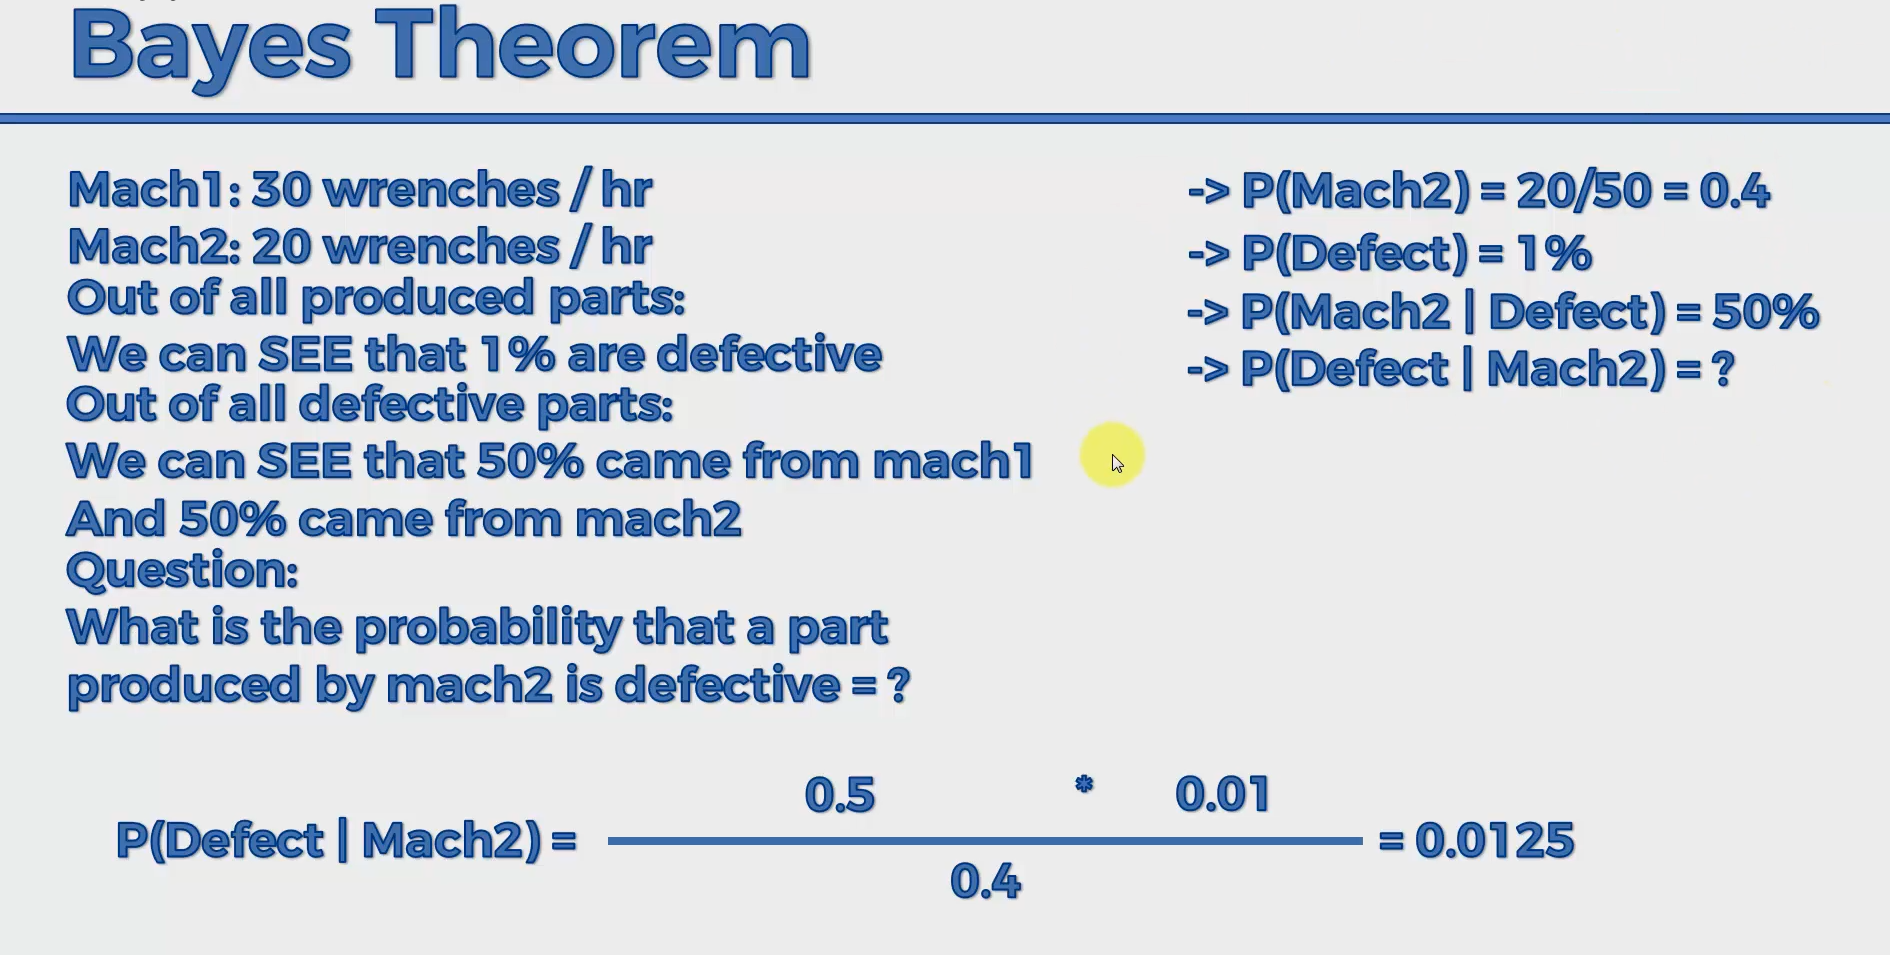 Bayes Theorem
Mach1: 30 wrenches / hr
Mach2: 20 wrenches / hr
Out of all produced parts:
We can SEE that 1% are defective
Out of all defective parts:
We can SEE that 50% came from mach1
And 50% came from mach2
Question:
What is the probability that a part
produced by mach2 is defective = ?
-> P(Mach2) = 20/50 = 0.4
-> P(Defect) = 1%
-> P(Mach2 | Defect) = 50%
-> P(Defect | Mach2) = ?
0.5 * 0.01
P(Defect | Mach2) = = 0.0125
0.4